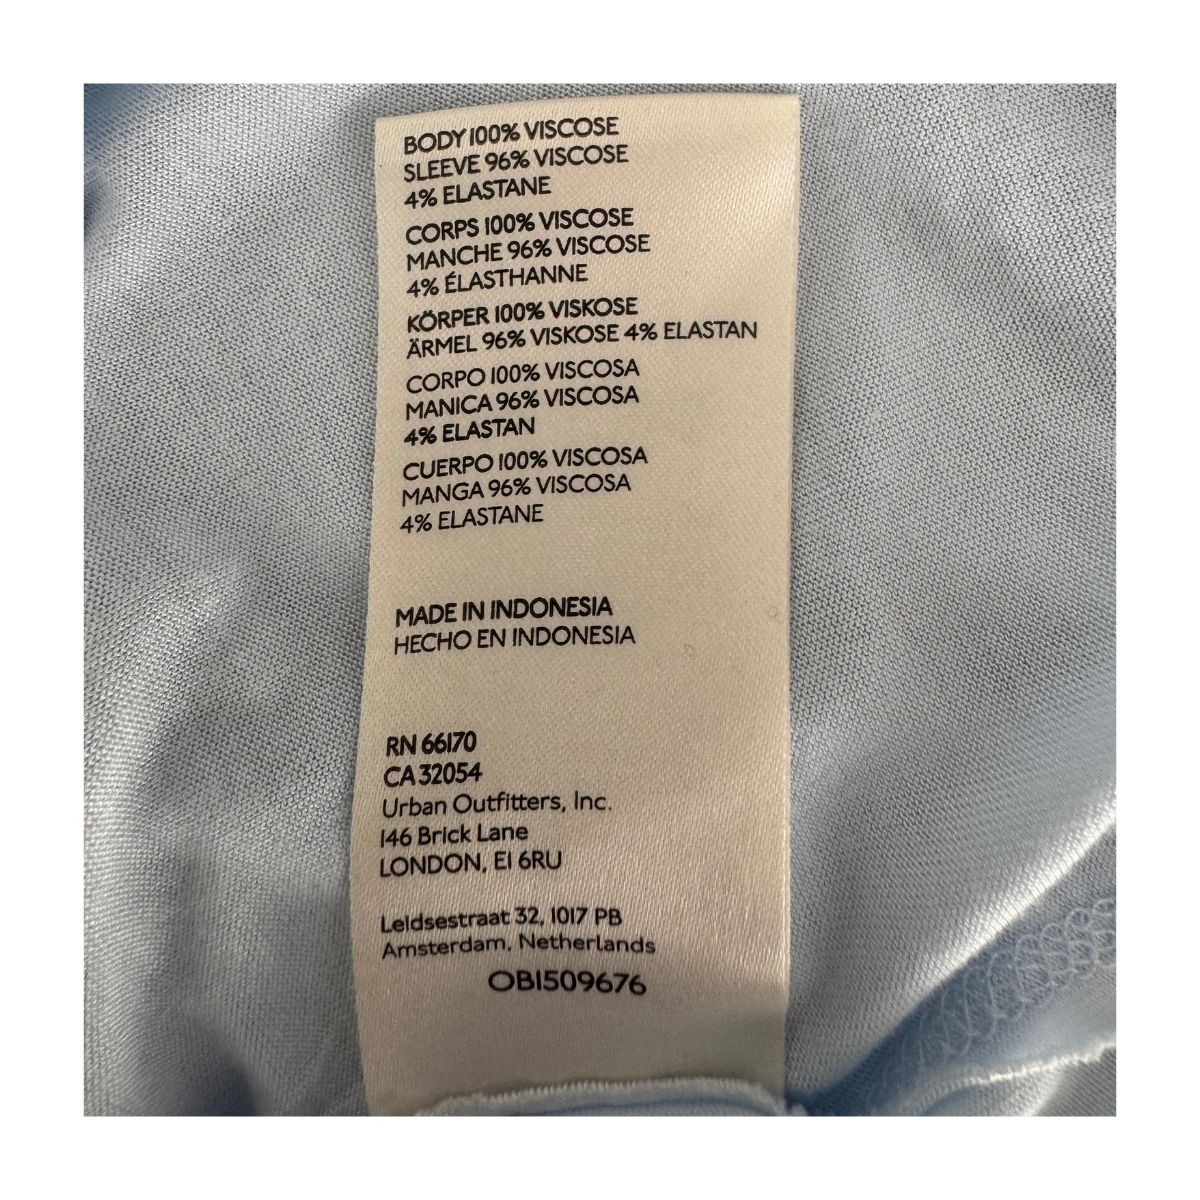 BODY 100% VISCOSE
SLEEVE 96% VISCOSE
4% ELASTANE
CORPS 100% VISCOSE
MANCHE 96% VISCOSE
4% ÉLASTHANNE
KÖRPER 100% VISKOSE
ÄRMEL 96% VISKOSE 4% ELASTAN
CORPO 100% VISCOSA
MANICA 96% VISCOSA
4% ELASTAN
CUERPO 100% VISCOSA
MANGA 96% VISCOSA
4% ELASTANE
MADE IN INDONESIA
HECHO EN INDONESIA
RN 66170
CA 32054
Urban Outfitters, Inc.
146 Brick Lane
LONDON, E1 6RU
Leidsestraat 32, 1017 PB
Amsterdam, Netherlands
OB1509676